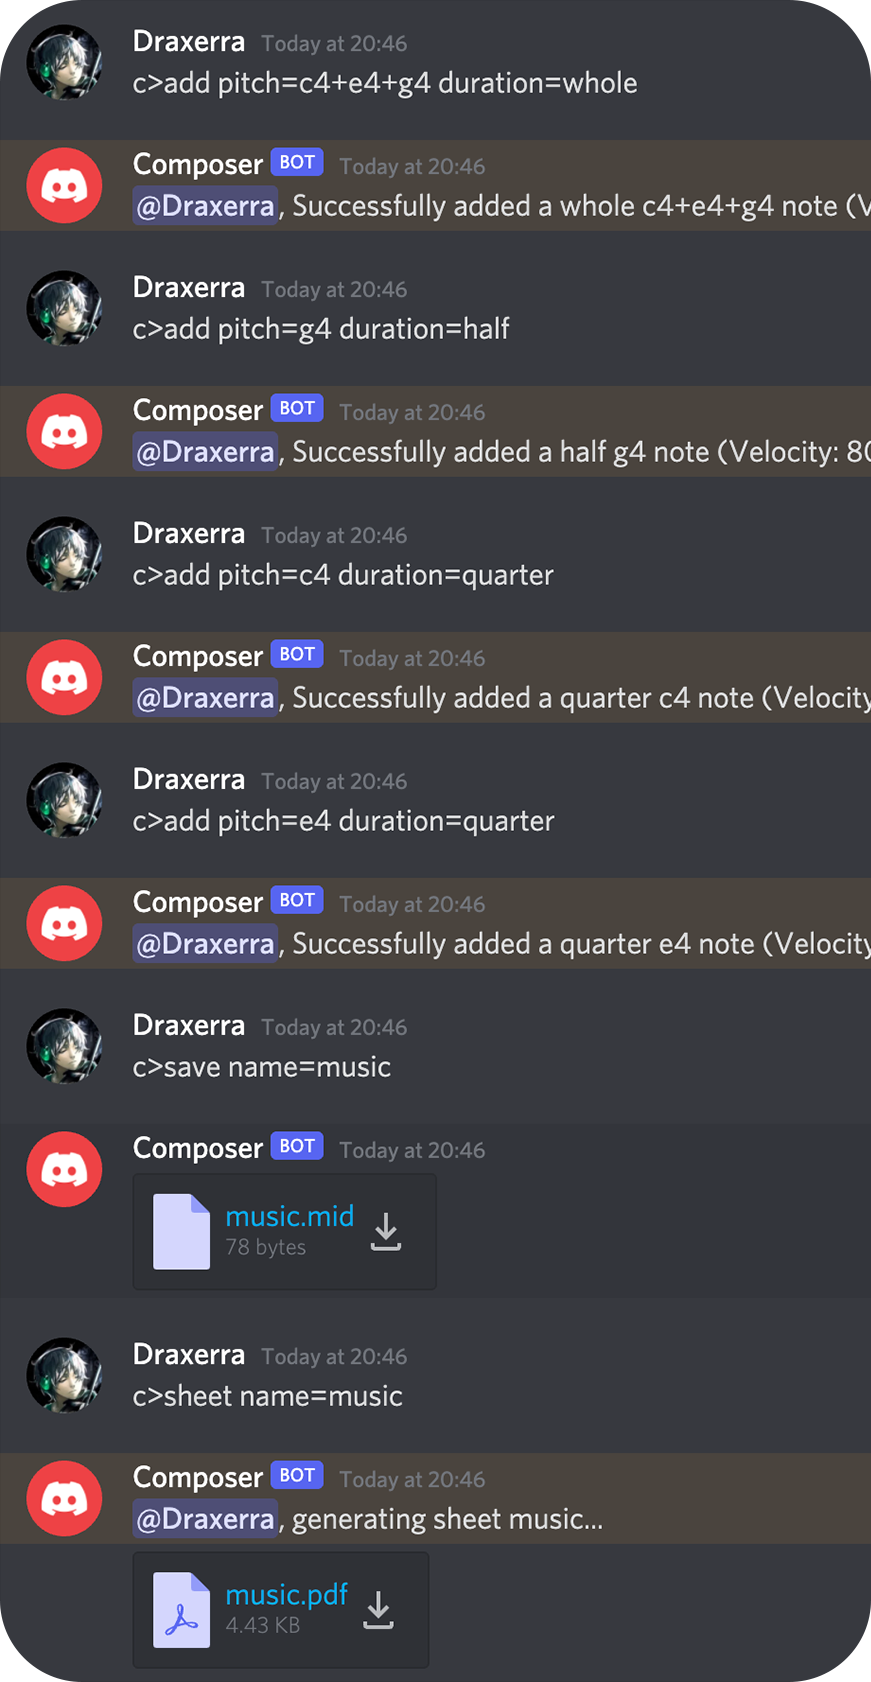 Draxerra Today at 20:46
c>add pitch=c4+e4+g4 duration=whole
Composer BOT Today at 20:46
@Draxerra, Successfully added a whole c4+e4+g4 note (V
Draxerra Today at 20:46
c>add pitch=g4 duration=half
Composer BOT Today at 20:46
@Draxerra, Successfully added a half g4 note (Velocity: 80
Draxerra Today at 20:46
c>add pitch=c4 duration=quarter
Composer BOT Today at 20:46
@Draxerra, Successfully added a quarter c4 note (Velocity
Draxerra Today at 20:46
c>add pitch=e4 duration=quarter
Composer BOT Today at 20:46
@Draxerra, Successfully added a quarter e4 note (Velocity
Draxerra Today at 20:46
c>save name=music
Composer BOT Today at 20:46
music.mid
78 bytes
Draxerra Today at 20:46
c>sheet name=music
Composer BOT Today at 20:46
@Draxerra, generating sheet music...
music.pdf
4.43 KB